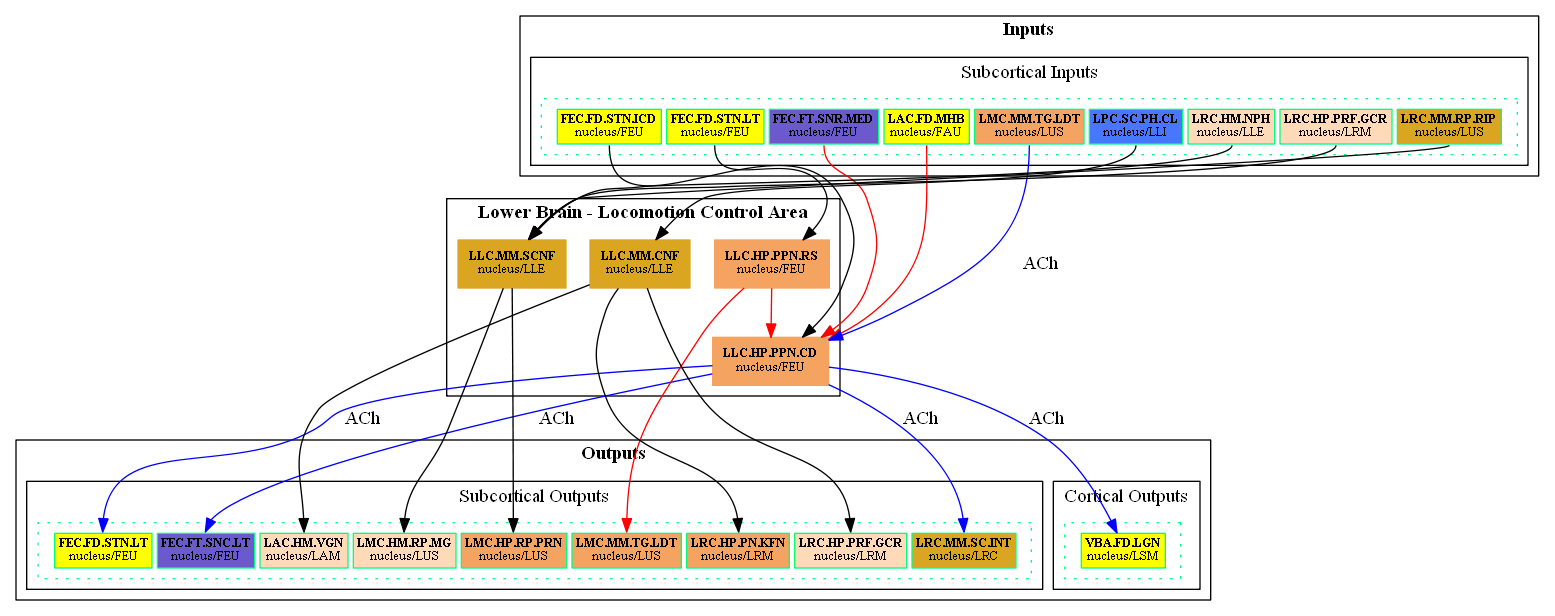 Inputs
Subcortical Inputs
FEC.FD.STN.ICD
nucleus/FEU
FEC.FD.STN.LT
nucleus/FEU
FEC.FT.SNR.MED
nucleus/FEU
LAC.FD.MHB
nucleus/FAU
LMC.MM.TG.LDT
nucleus/LUS
LPC.SC.PH.CL
nucleus/LLI
LRC.HM.NPH
nucleus/LLE
LRC.HP.PRF.GCR
nucleus/LRM
LRC.MM.RP.RIP
nucleus/LUS
Lower Brain - Locomotion Control Area
LLC.MM.SCNF
nucleus/LLE
LLC.MM.CNF
nucleus/LLE
LLC.HP.PPN.RS
nucleus/FEU
ACh
LLC.HP.PPN.CD
nucleus/FEU
ACh
ACh
ACh
ACh
Outputs
Subcortical Outputs
FEC.FD.STN.LT
nucleus/FEU
FEC.FT.SNC.LT
nucleus/FEU
LAC.HM.VGN
nucleus/LAM
LMC.HM.RP.MG
nucleus/LUS
LMC.HP.RP.PRN
nucleus/LUS
LMC.MM.TG.LDT
nucleus/LUS
LRC.HP.PN.KFN
nucleus/LRM
LRC.HP.PRF.GCR
nucleus/LRM
LRC.MM.SC.INT
nucleus/LRC
Cortical Outputs
VBA.FD.LGN
nucleus/LSM